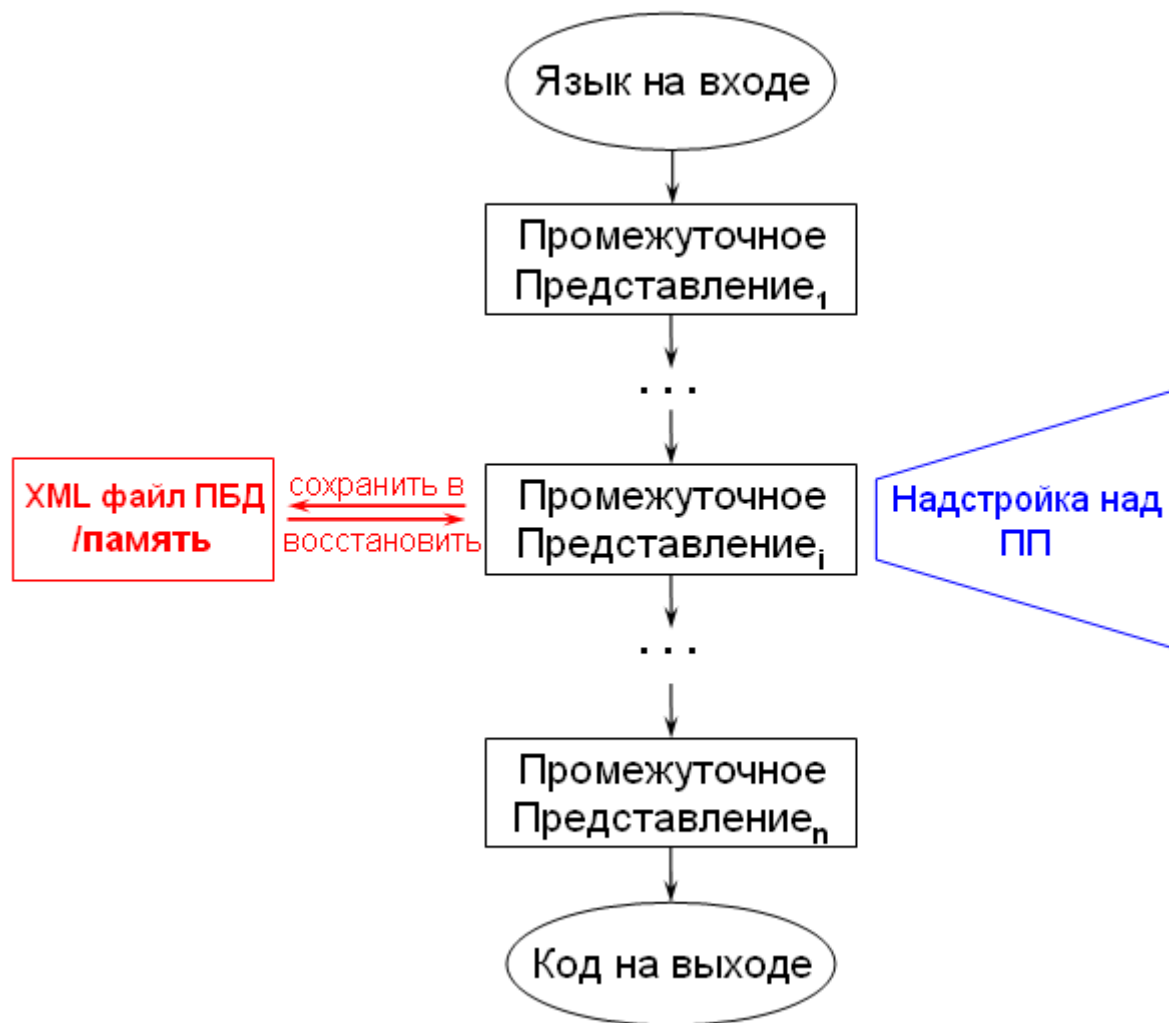 Язык на входе
Промежуточное
Представление₁
. . .
XML файл ПБД
/память
сохранить в
восстановить
Промежуточное
Представлениеᵢ
Надстройка над
ПП
. . .
Промежуточное
Представлениеₙ
Код на выходе